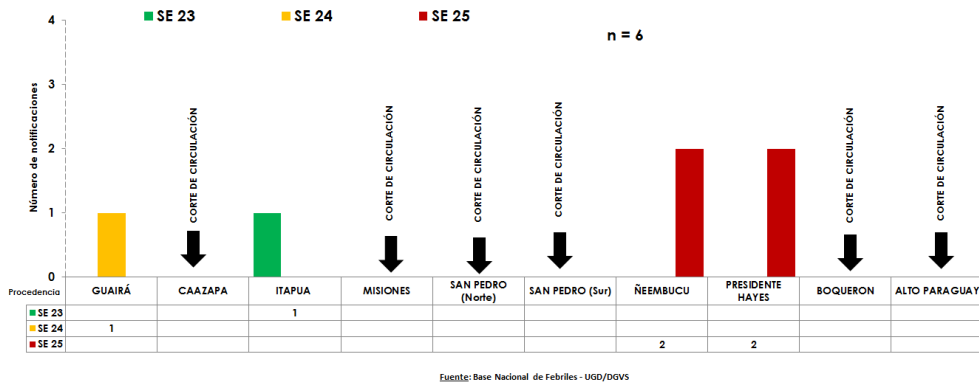 SE 23 SE 24 SE 25
n = 6
Número de notificaciones
4
3
2
1
0
CORTE DE CIRCULACIÓN
CORTE DE CIRCULACIÓN
CORTE DE CIRCULACIÓN
CORTE DE CIRCULACIÓN
CORTE DE CIRCULACIÓN
CORTE DE CIRCULACIÓN
Procedencia GUAIRÁ CAAZAPA ITAPUA MISIONES SAN PEDRO (Norte) SAN PEDRO (Sur) ÑEEMBUCU PRESIDENTE HAYES BOQUERON ALTO PARAGUAY
SE 23 1
SE 24 1
SE 25 2 2
Fuente: Base Nacional de Febriles - UGD/DGVS